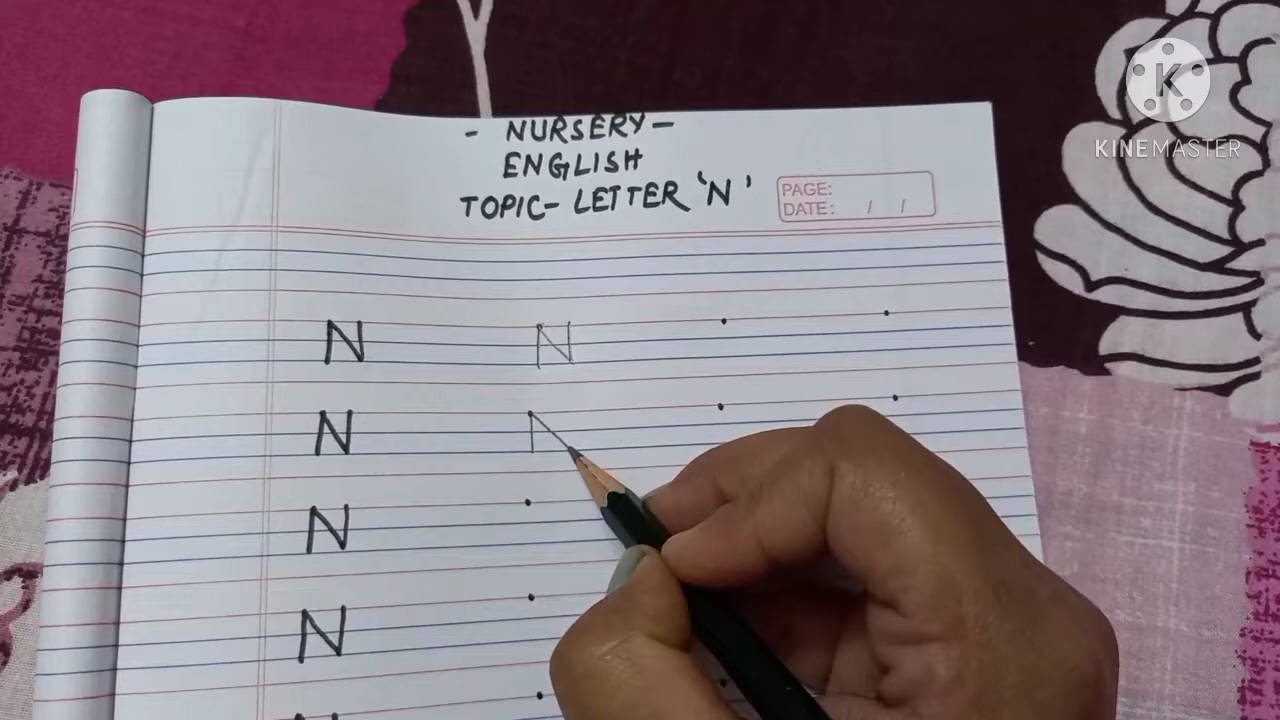 - NURSERY -
ENGLISH
TOPIC- LETTER 'N'
PAGE:
DATE: / /
K
KINEMASTER
N N
N
N
N